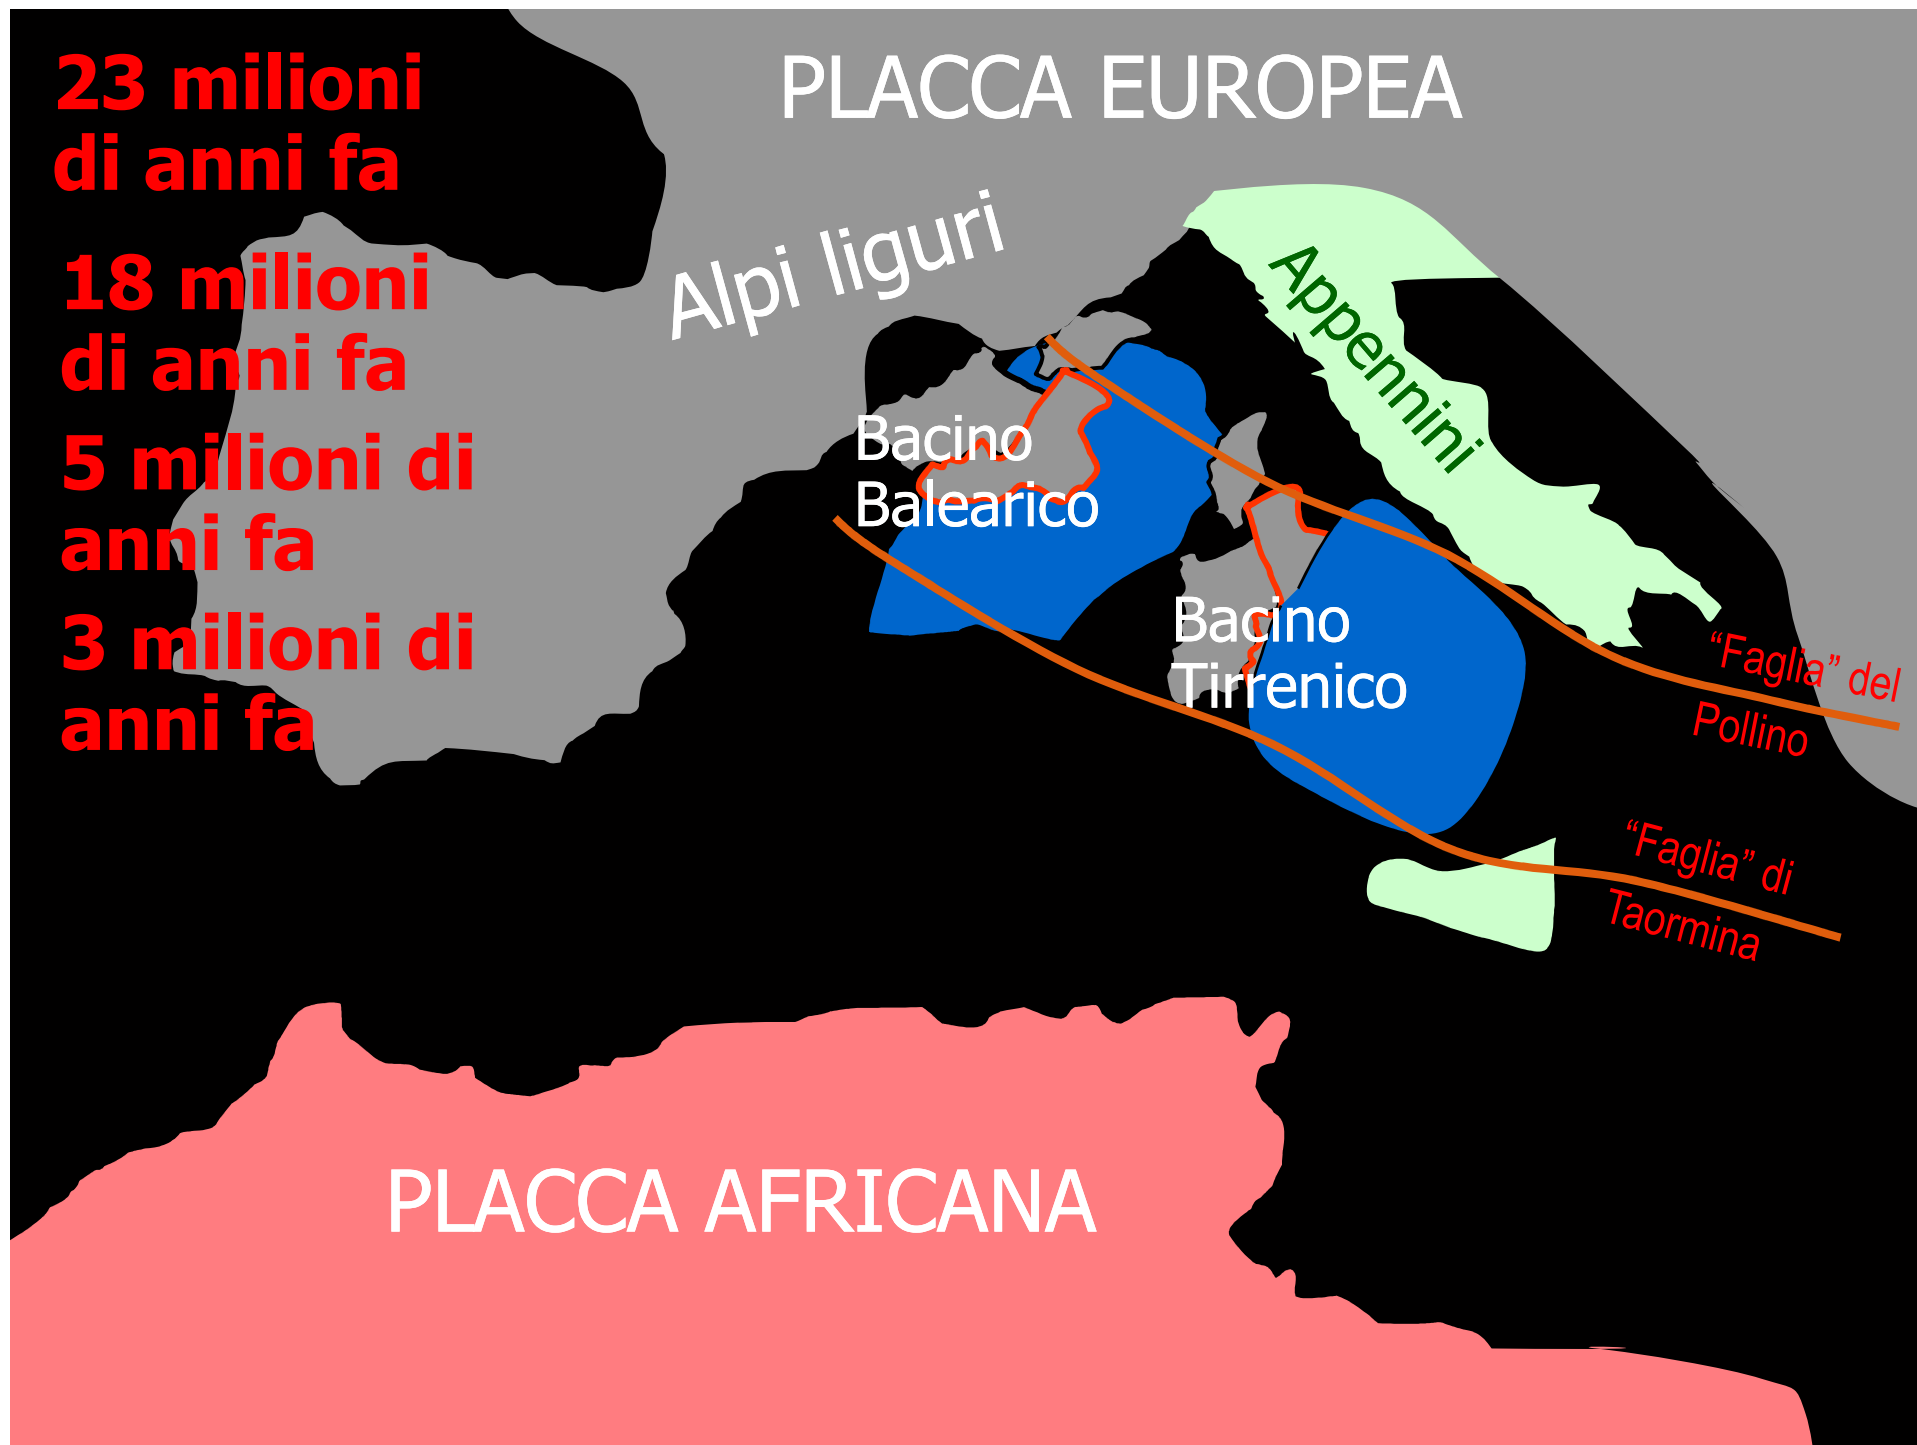 23 milioni
di anni fa
18 milioni
di anni fa
5 milioni di
anni fa
3 milioni di
anni fa
PLACCA EUROPEA
Alpi liguri
Appennini
Bacino
Balearico
Bacino
Tirrenico
“Faglia” del
Pollino
“Faglia” di
Taormina
PLACCA AFRICANA